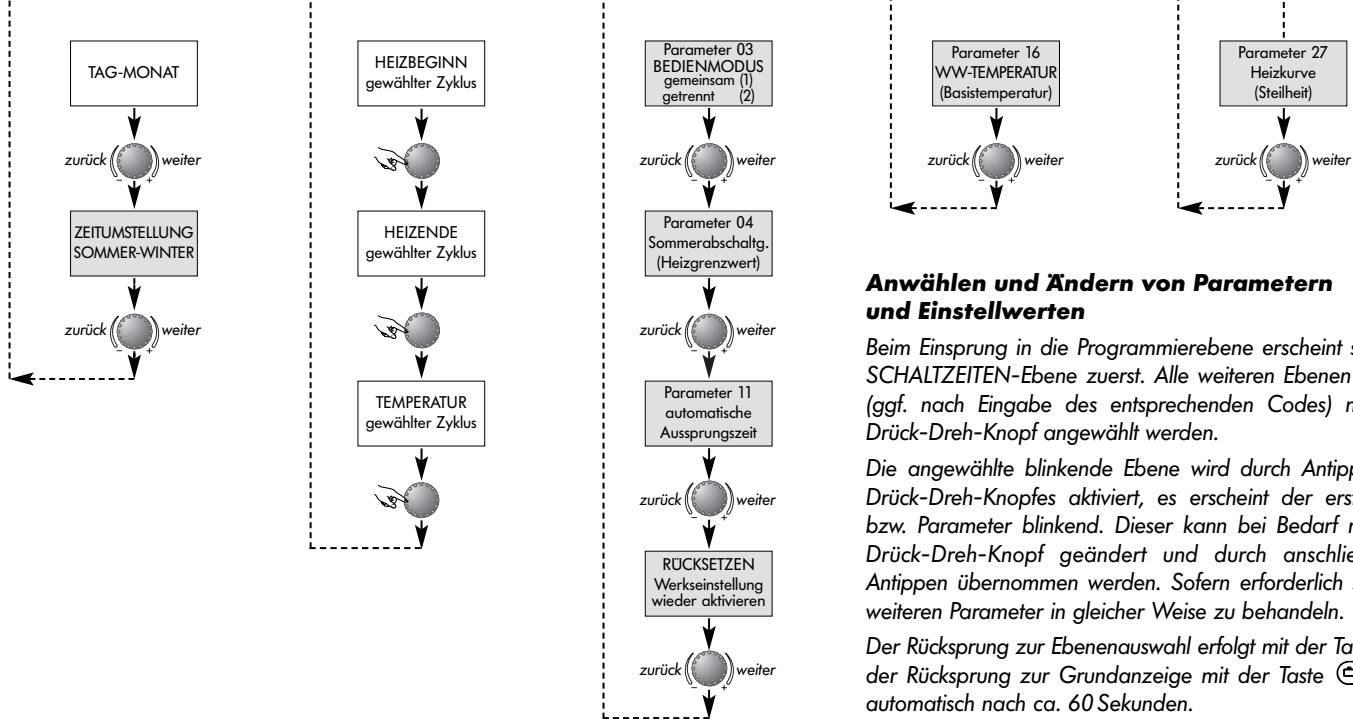 TAG-MONAT
zurück
weiter
– +
ZEITUMSTELLUNG
SOMMER-WINTER
zurück
weiter
– +
HEIZBEGINN
gewählter Zyklus
HEIZENDE
gewählter Zyklus
TEMPERATUR
gewählter Zyklus
Parameter 03
BEDIENMODUS
gemeinsam (1)
getrennt (2)
zurück
weiter
– +
Parameter 04
Sommerabschaltg.
(Heizgrenzwert)
zurück
weiter
– +
Parameter 11
automatische
Aussprungszeit
zurück
weiter
– +
RÜCKSETZEN
Werkseinstellung
wieder aktivieren
zurück
weiter
– +
Parameter 16
WW-TEMPERATUR
(Basistemperatur)
zurück
weiter
– +
Parameter 27
Heizkurve
(Steilheit)
zurück
weiter
– +
Anwählen und Ändern von Parametern
und Einstellwerten
Beim Einsprung in die Programmierebene erscheint
SCHALTZEITEN-Ebene zuerst. Alle weiteren Ebenen
(ggf. nach Eingabe des entsprechenden Codes)
Drück-Dreh-Knopf angewählt werden.
Die angewählte blinkende Ebene wird durch
Drück-Dreh-Knopfes aktiviert, es erscheint der
bzw. Parameter blinkend. Dieser kann bei Bedarf
Drück-Dreh-Knopf geändert und durch
Antippen übernommen werden. Sofern erforderlich
weiteren Parameter in gleicher Weise zu behandeln.
Der Rücksprung zur Ebenenauswahl erfolgt mit der
der Rücksprung zur Grundanzeige mit der Taste
automatisch nach ca. 60 Sekunden.